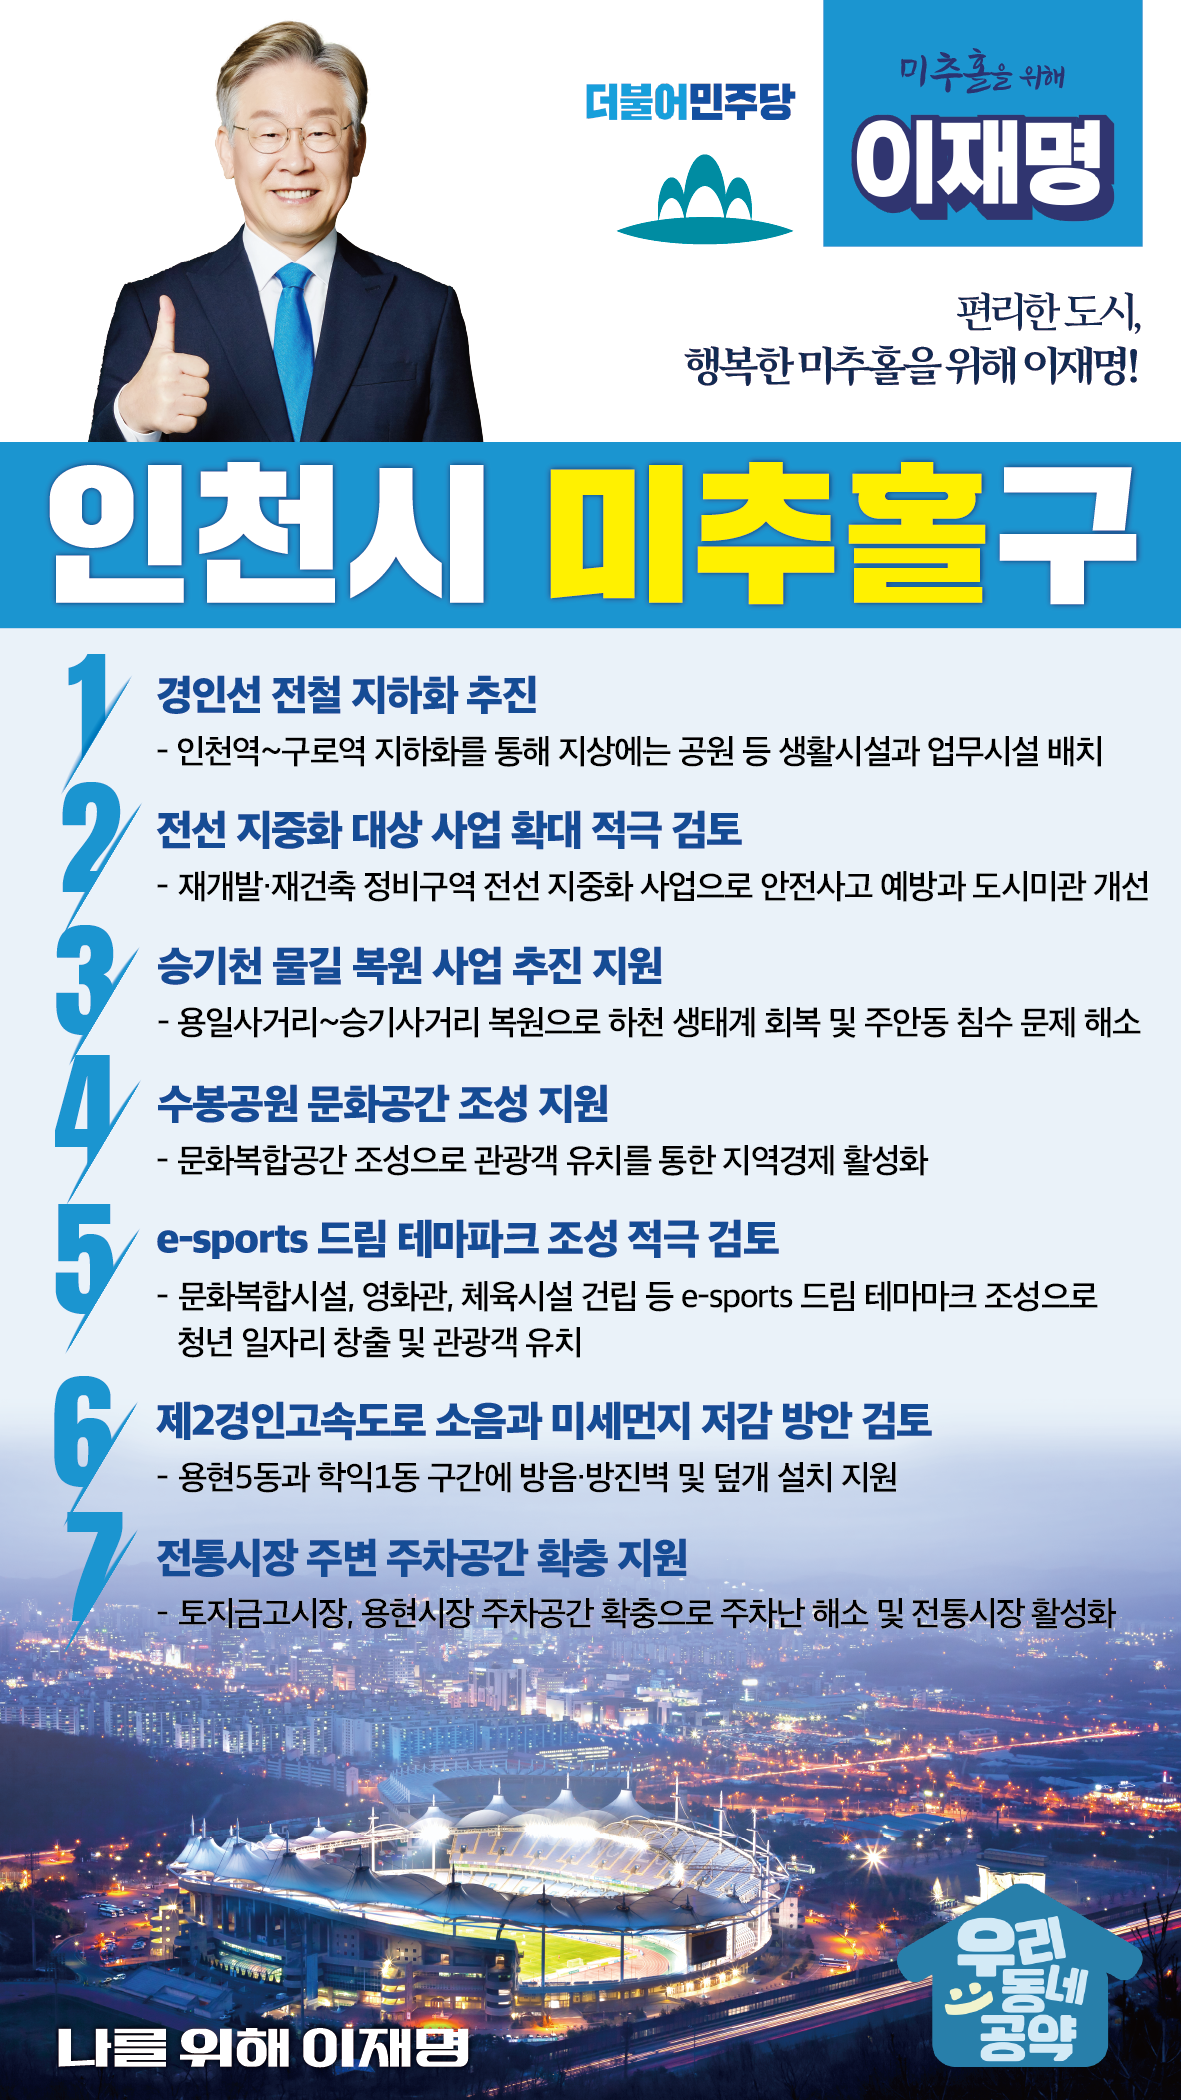 더불어민주당
미추홀을 위해
이재명
편리한 도시,
행복한 미추홀을 위해 이재명!
인천시 미추홀구
1 경인선 전철 지하화 추진
- 인천역~구로역 지하화를 통해 지상에는 공원 등 생활시설과 업무시설 배치
2 전선 지중화 대상 사업 확대 적극 검토
- 재개발·재건축 정비구역 전선 지중화 사업으로 안전사고 예방과 도시미관 개선
3 승기천 물길 복원 사업 추진 지원
- 용일사거리~승기사거리 복원으로 하천 생태계 회복 및 주안동 침수 문제 해소
4 수봉공원 문화공간 조성 지원
- 문화복합공간 조성으로 관광객 유치를 통한 지역경제 활성화
5 e-sports 드림 테마파크 조성 적극 검토
- 문화복합시설, 영화관, 체육시설 건립 등 e-sports 드림 테마마크 조성으로
청년 일자리 창출 및 관광객 유치
6 제2경인고속도로 소음과 미세먼지 저감 방안 검토
- 용현5동과 학익1동 구간에 방음·방진벽 및 덮개 설치 지원
7 전통시장 주변 주차공간 확충 지원
- 토지금고시장, 용현시장 주차공간 확충으로 주차난 해소 및 전통시장 활성화
우리
동네
공약
나를 위해 이재명